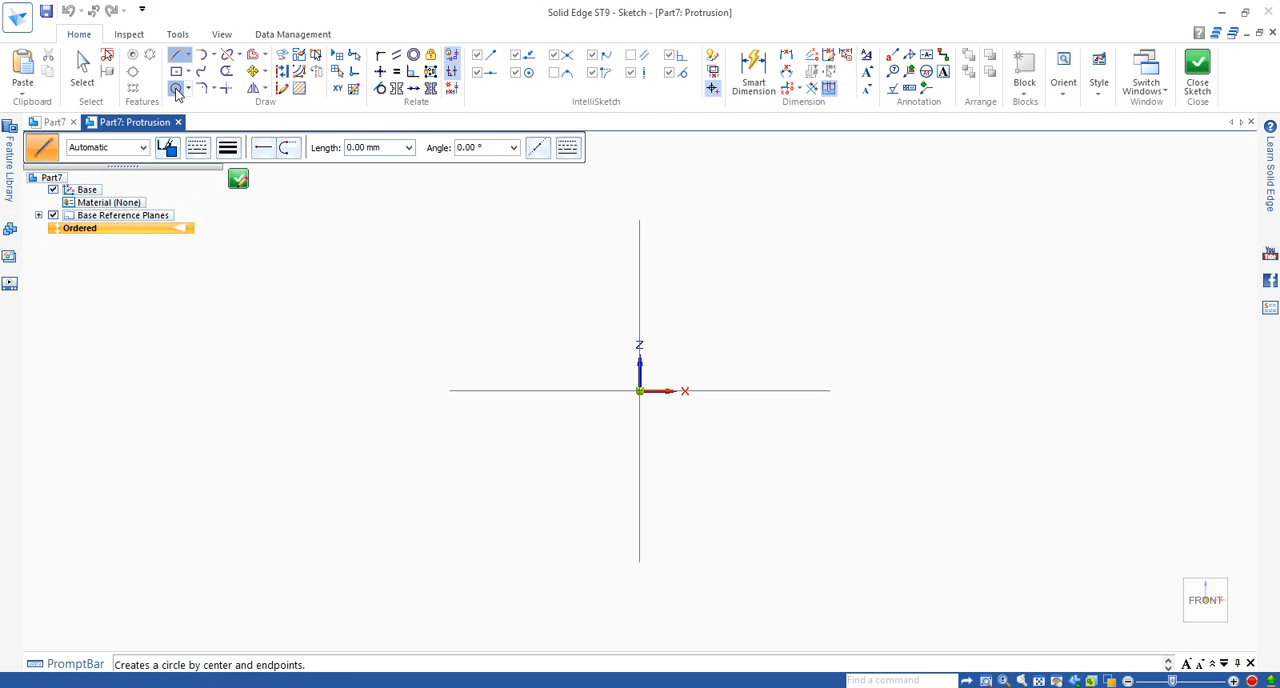 Solid Edge ST9 - Sketch - [Part7: Protrusion]
Home Inspect Tools View Data Management
Paste
Select
Smart Dimension
Block
Orient
Style
Switch Windows
Close Sketch
Clipboard Select Features Draw Relate IntelliSketch Dimension Annotation Arrange Blocks Window Close
Part7 Part7: Protrusion
Automatic Length: 0.00 mm Angle: 0.00 °
Feature Library
Learn Solid Edge
Part7
Base
Material (None)
Base Reference Planes
Ordered
Z
X
FRONT
You Tube
PromptBar Creates a circle by center and endpoints.
Find a command